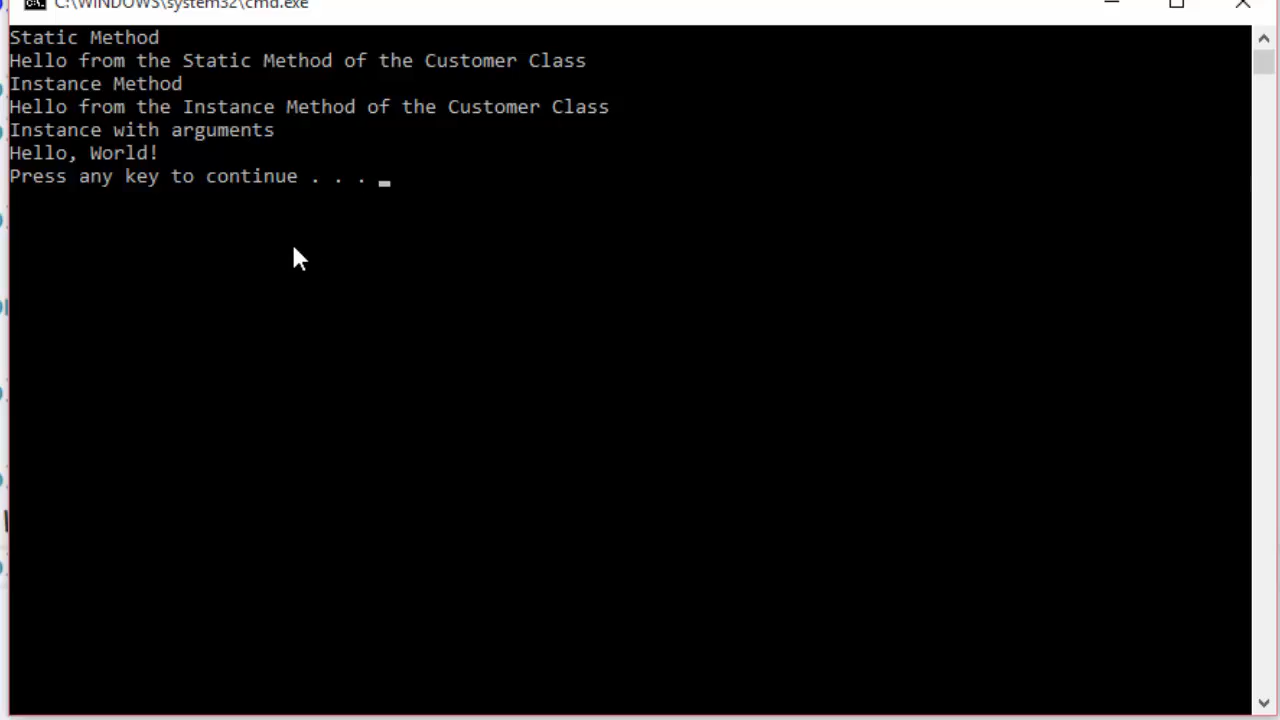 C:\WINDOWS\system32\cmd.exe
Static Method
Hello from the Static Method of the Customer Class
Instance Method
Hello from the Instance Method of the Customer Class
Instance with arguments
Hello, World!
Press any key to continue . . .